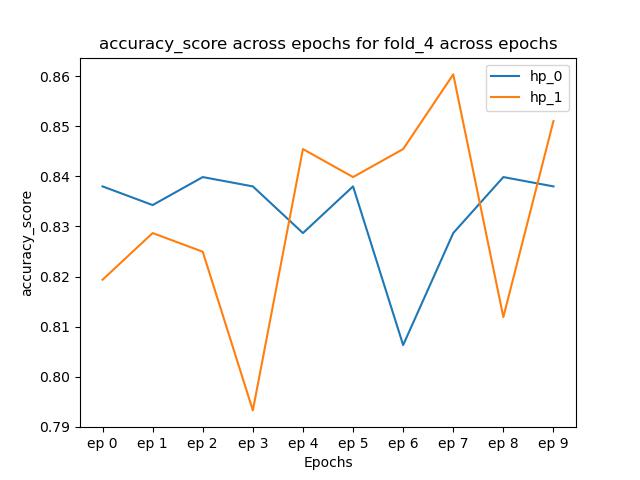 accuracy_score across epochs for fold_4 across epochs
hp_0
hp_1
0.86
0.85
0.84
0.83
0.82
0.81
0.80
0.79
accuracy_score
ep 0 ep 1 ep 2 ep 3 ep 4 ep 5 ep 6 ep 7 ep 8 ep 9
Epochs